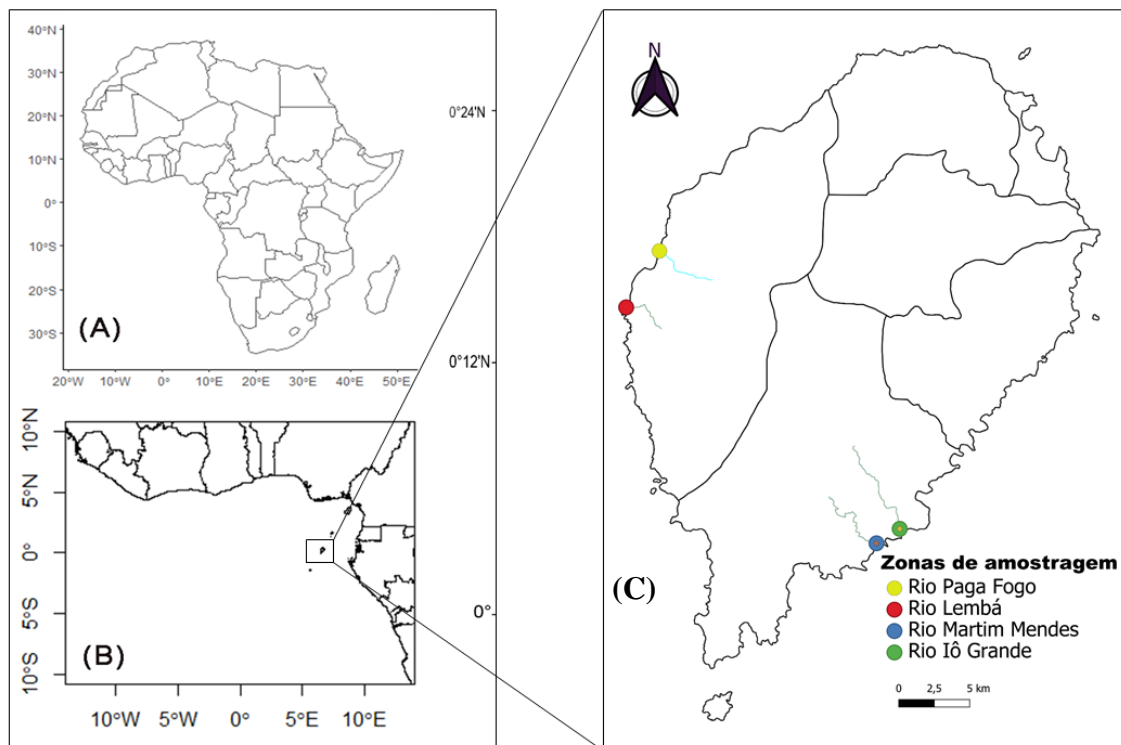 40°N
30°N
20°N
10°N
0°
10°S
20°S
30°S
(A)
20°W 10°W 0° 10°E 20°E 30°E 40°E 50°E
10°N
5°N
0°
5°S
10°S
(B)
10°W 5°W 0° 5°E 10°E
0°24'N
0°12'N
0°
N
(C)
Zonas de amostragem
Rio Paga Fogo
Rio Lembá
Rio Martim Mendes
Rio Iô Grande
0 2,5 5 km